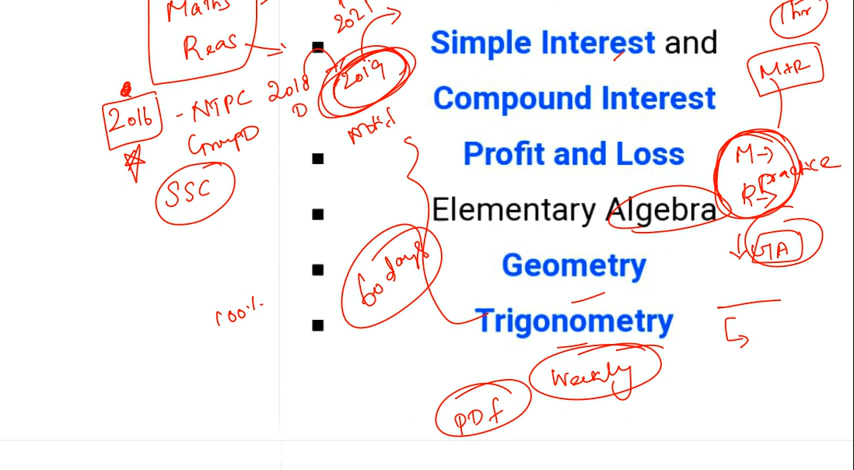 Maths
Reas
2021
2019
2018
D
2016
- NTPC
Group D
SSC
Simple Interest and
Compound Interest
Profit and Loss
Elementary Algebra
Geometry
Trigonometry
M
R
Practice
GA
60 days
100%
Weekly
PDF